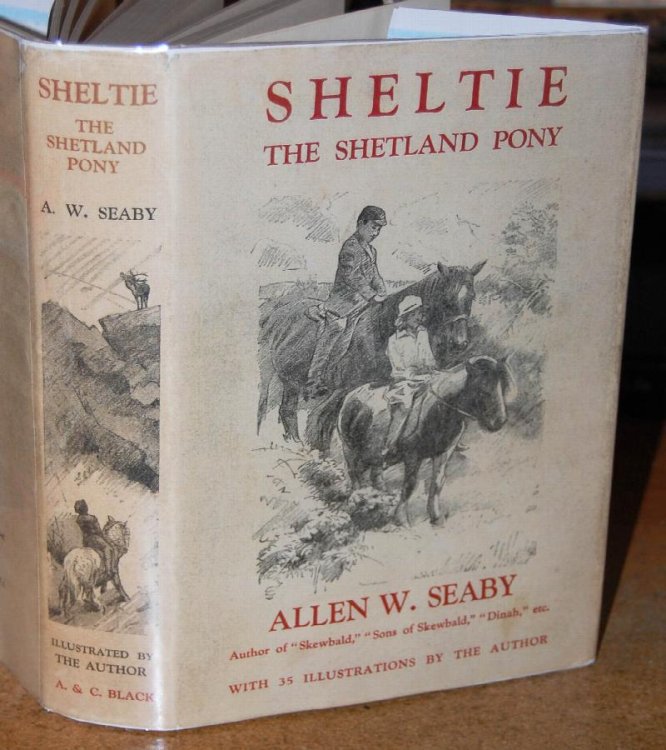 SHELTIE
THE
SHETLAND
PONY
A. W. SEABY
ILLUSTRATED BY
THE AUTHOR
A. & C. BLACK
SHELTIE
THE SHETLAND PONY
ALLEN W. SEABY
Author of "Skewbald," "Sons of Skewbald," "Dinah," etc.
WITH 35 ILLUSTRATIONS BY THE AUTHOR